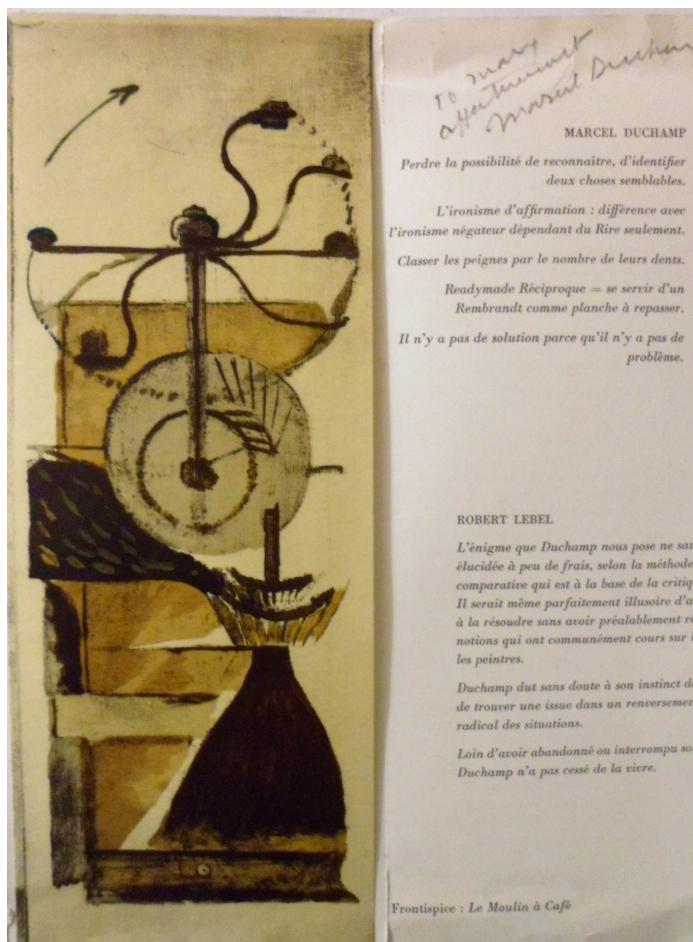 To Mary
affectueusement
Marcel Duchamp
MARCEL DUCHAMP
Perdre la possibilité de reconnaître, d'identifier
deux choses semblables.
L'ironisme d'affirmation : différence avec
l'ironisme négateur dépendant du Rire seulement.
Classer les peignes par le nombre de leurs dents.
Readymade Réciproque = se servir d'un
Rembrandt comme planche à repasser.
Il n'y a pas de solution parce qu'il n'y a pas de
problème.
ROBERT LEBEL
L'énigme que Duchamp nous pose ne
élucidée à peu de frais, selon la méthode
comparative qui est à la base de la
Il serait même parfaitement illusoire
à la résoudre sans avoir préalablement
notions qui ont communément cours sur
les peintres.
Duchamp dut sans doute à son instinct
de trouver une issue dans un
radical des situations.
Loin d'avoir abandonné ou interrompu
Duchamp n'a pas cessé de la vivre.
Frontispice : Le Moulin à Café